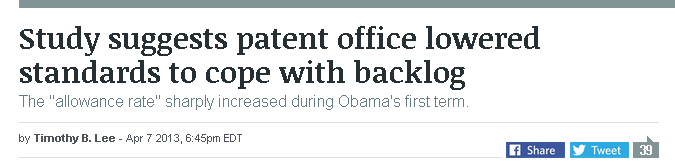 Study suggests patent office lowered
standards to cope with backlog
The "allowance rate" sharply increased during Obama's first term.
by Timothy B. Lee - Apr 7 2013, 6:45pm EDT
Share Tweet 39